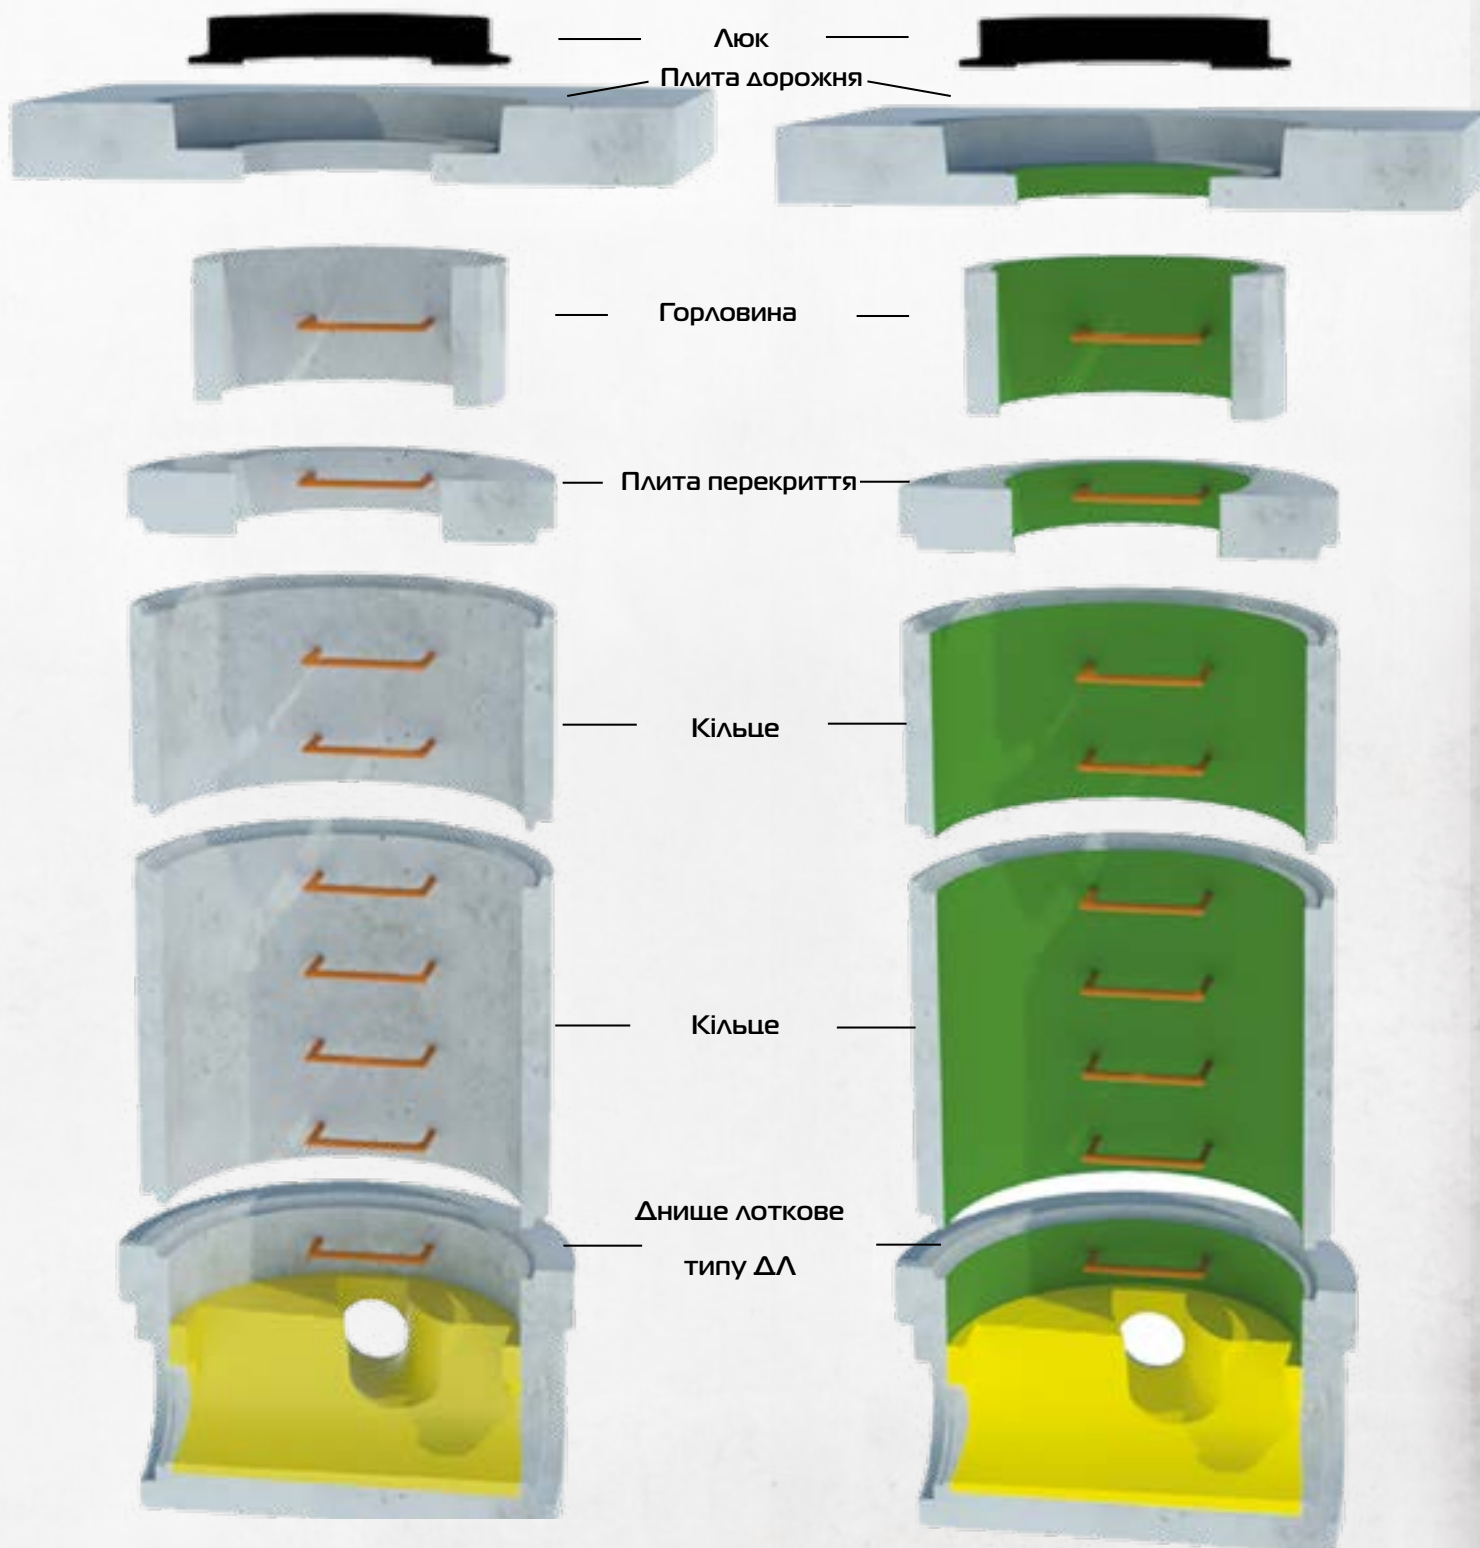 Люк
Плита дорожня
Горловина
Плита перекриття
Кільце
Кільце
Днище лоткове
типу ДЛ